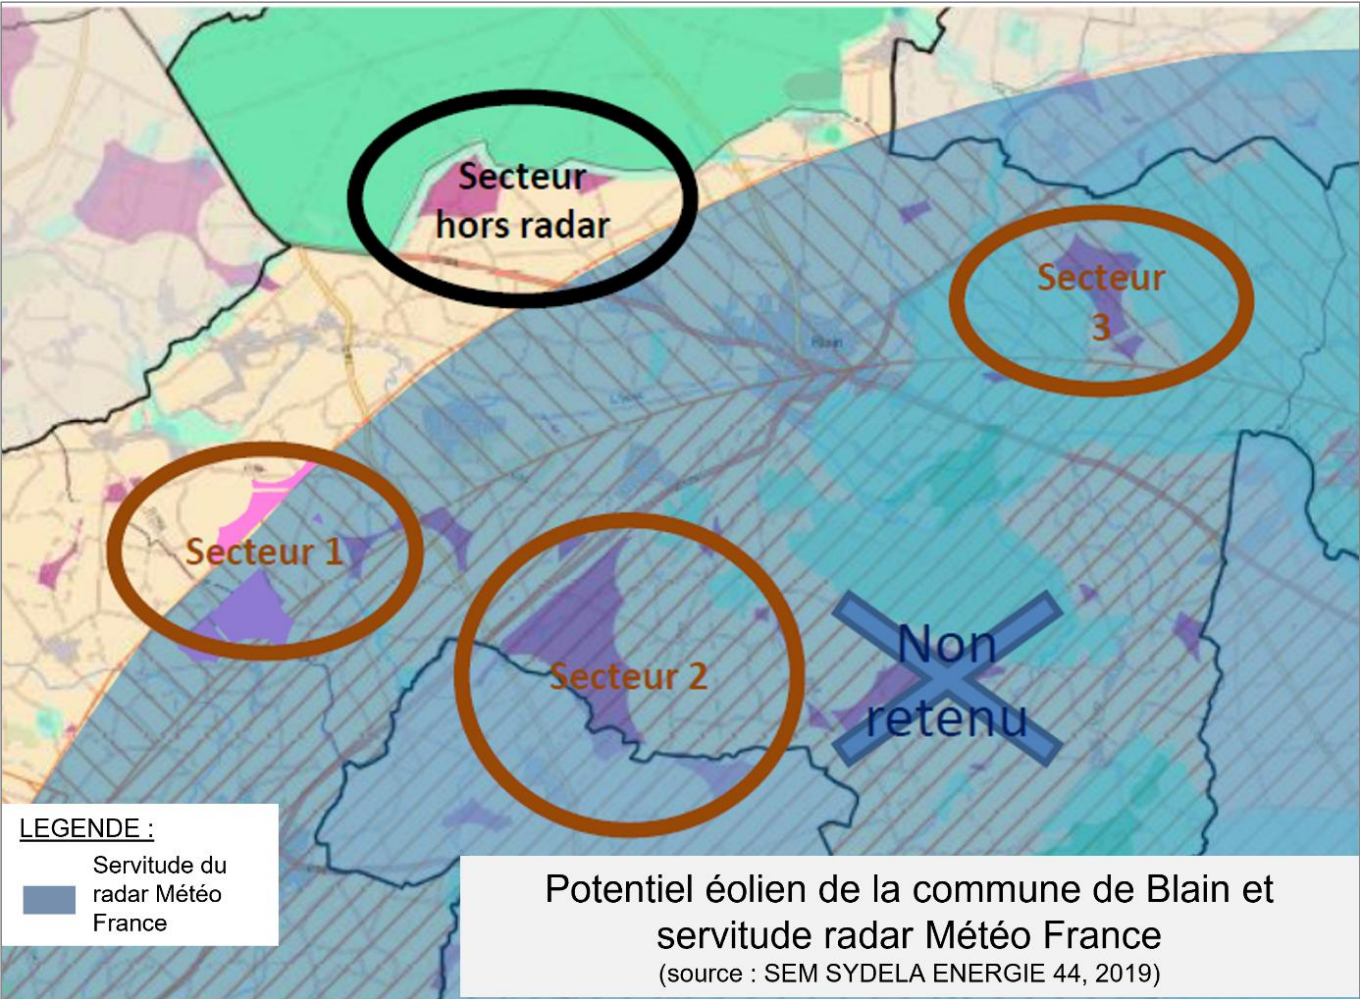 Secteur
hors radar
Secteur
3
Blain
Secteur 1
Secteur 2
Non
retenu
LEGENDE :
Servitude du
radar Météo
France
Potentiel éolien de la commune de Blain et
servitude radar Météo France
(source : SEM SYDELA ENERGIE 44, 2019)